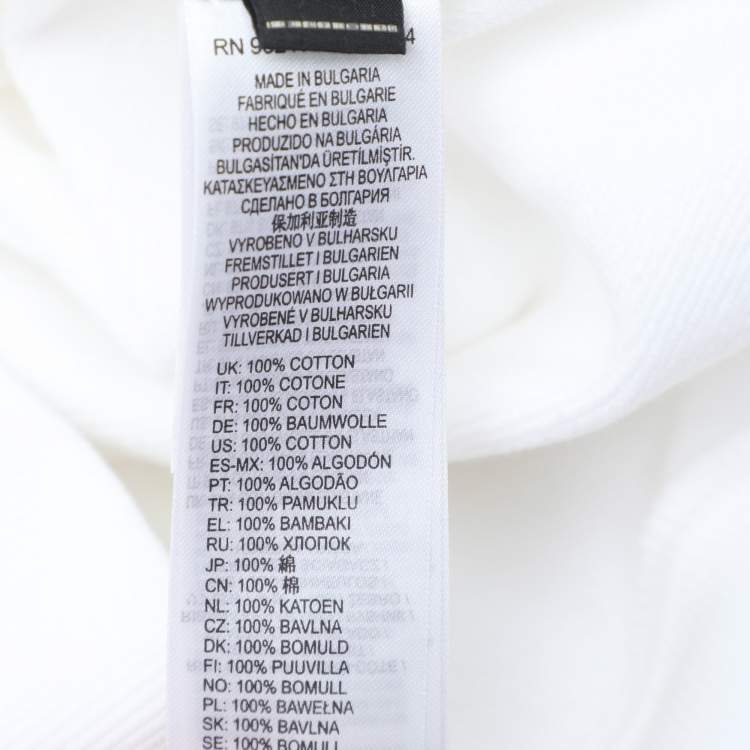 RN
MADE IN BULGARIA
FABRIQUÉ EN BULGARIE
HECHO EN BULGARIA
PRODUZIDO NA BULGÁRIA
BULGASİTAN'DA ÜRETİLMİŞTİR.
ΚΑΤΑΣΚΕΥΑΣΜΕΝΟ ΣΤΗ ΒΟΥΛΓΑΡΙΑ
СДЕЛАНО В БОЛГАРИЯ
保加利亚制造
VYROBENO V BULHARSKU
FREMSTILLET I BULGARIEN
PRODUSERT I BULGARIA
WYPRODUKOWANO W BUŁGARII
VYROBENÉ V BULHARSKU
TILLVERKAD I BULGARIEN
UK: 100% COTTON
IT: 100% COTONE
FR: 100% COTON
DE: 100% BAUMWOLLE
US: 100% COTTON
ES-MX: 100% ALGODÓN
PT: 100% ALGODÃO
TR: 100% PAMUKLU
EL: 100% BAMBAKI
RU: 100% ХЛОПОК
JP: 100% 綿
CN: 100% 棉
NL: 100% KATOEN
CZ: 100% BAVLNA
DK: 100% BOMULD
FI: 100% PUUVILLA
NO: 100% BOMULL
PL: 100% BAWEŁNA
SK: 100% BAVLNA
SE: 100% BOMULL